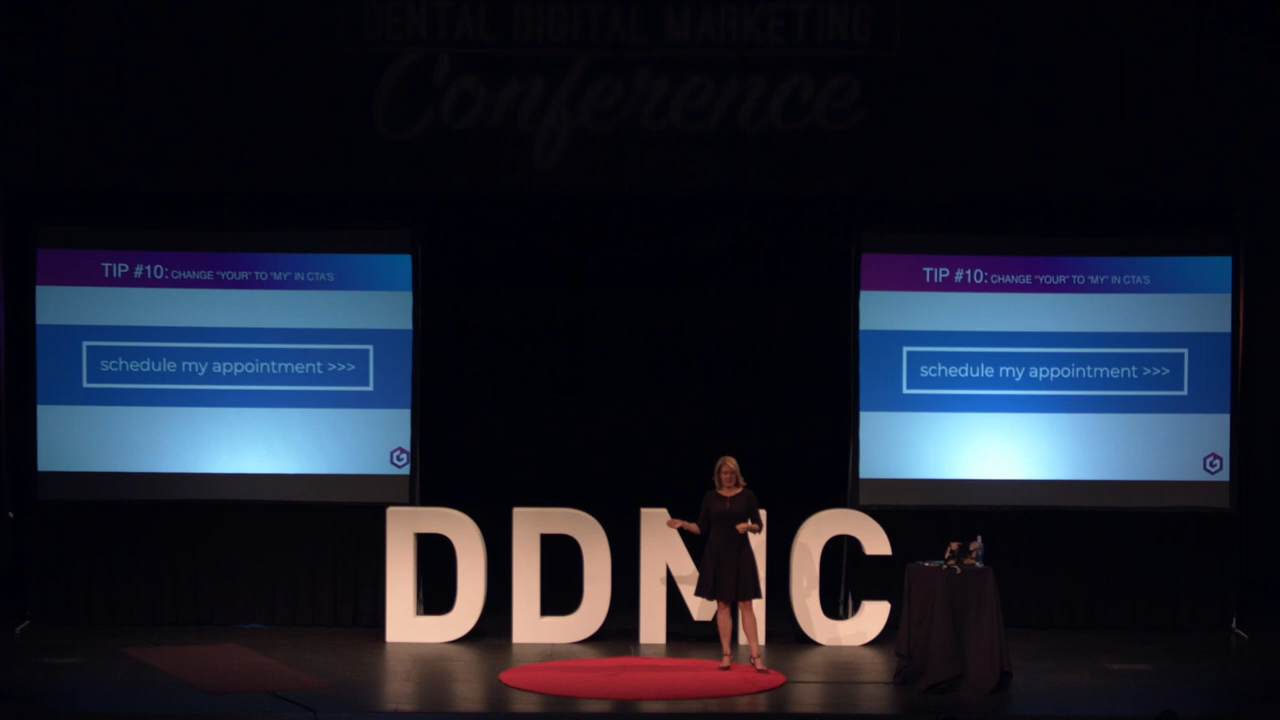 DENTAL DIGITAL MARKETING
Conference
TIP #10: CHANGE "YOUR" TO "MY" IN CTA'S
schedule my appointment >>>
TIP #10: CHANGE "YOUR" TO "MY" IN CTA'S
schedule my appointment >>>
DDMC